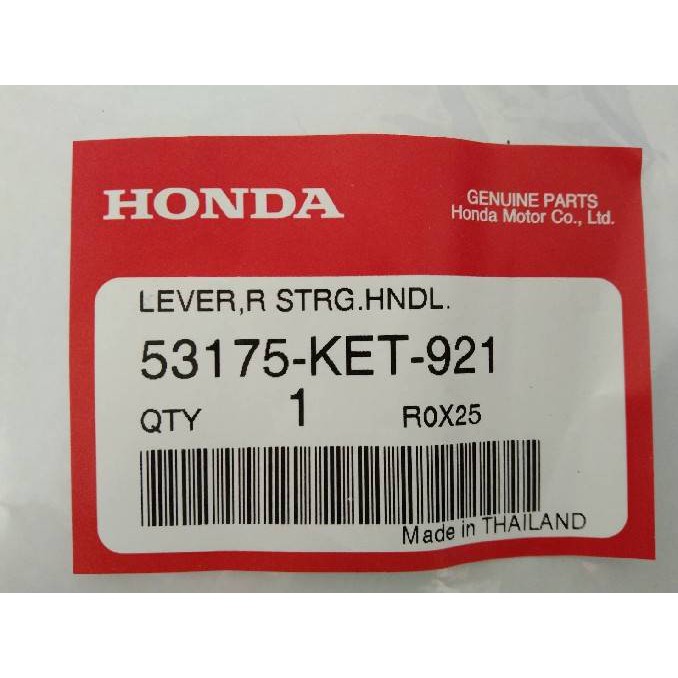 HONDA
GENUINE PARTS
Honda Motor Co., Ltd.
LEVER,R STRG.HNDL.
53175-KET-921
QTY 1 R0X25
Made in THAILAND